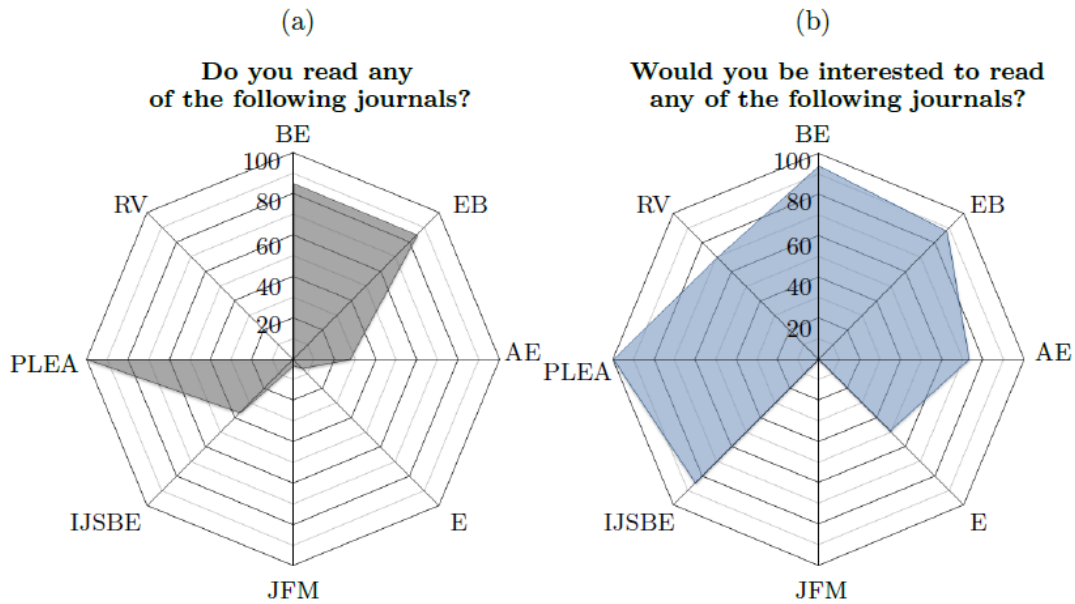 (a)
Do you read any
of the following journals?
BE
100
80
60
40
20
RV
EB
PLEA
AE
IJSBE
E
JFM
(b)
Would you be interested to read
any of the following journals?
BE
100
80
60
40
20
RV
EB
PLEA
AE
IJSBE
E
JFM